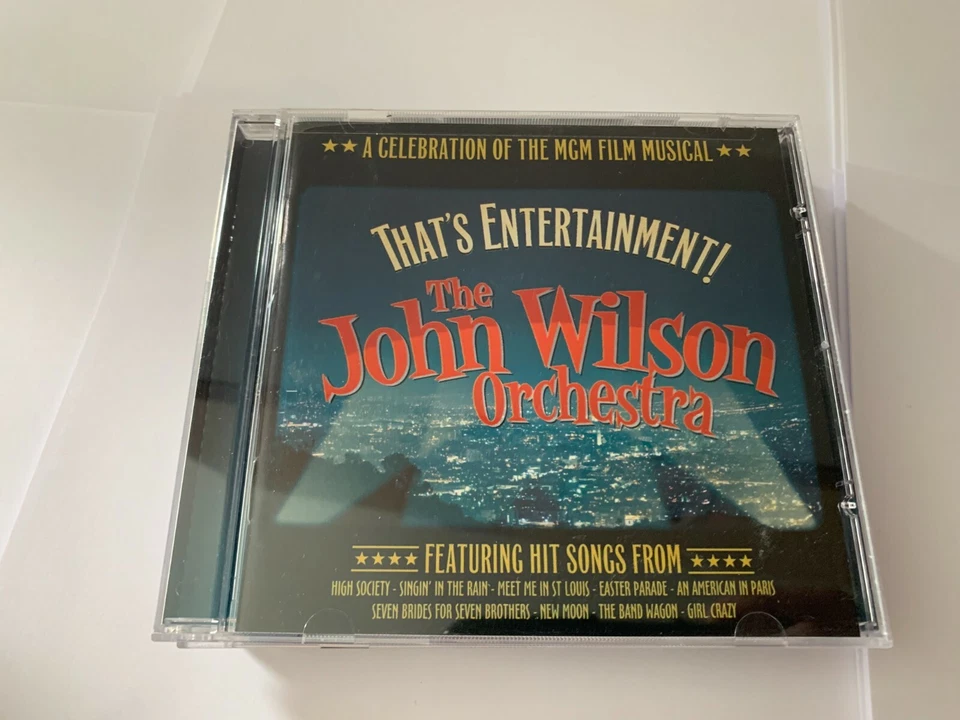 ★★ A CELEBRATION OF THE MGM FILM MUSICAL ★★
THAT'S ENTERTAINMENT!
The
John Wilson
Orchestra
★★★★ FEATURING HIT SONGS FROM ★★★★
HIGH SOCIETY - SINGIN' IN THE RAIN - MEET ME IN ST LOUIS - EASTER PARADE - AN AMERICAN IN PARIS
SEVEN BRIDES FOR SEVEN BROTHERS - NEW MOON - THE BAND WAGON - GIRL CRAZY